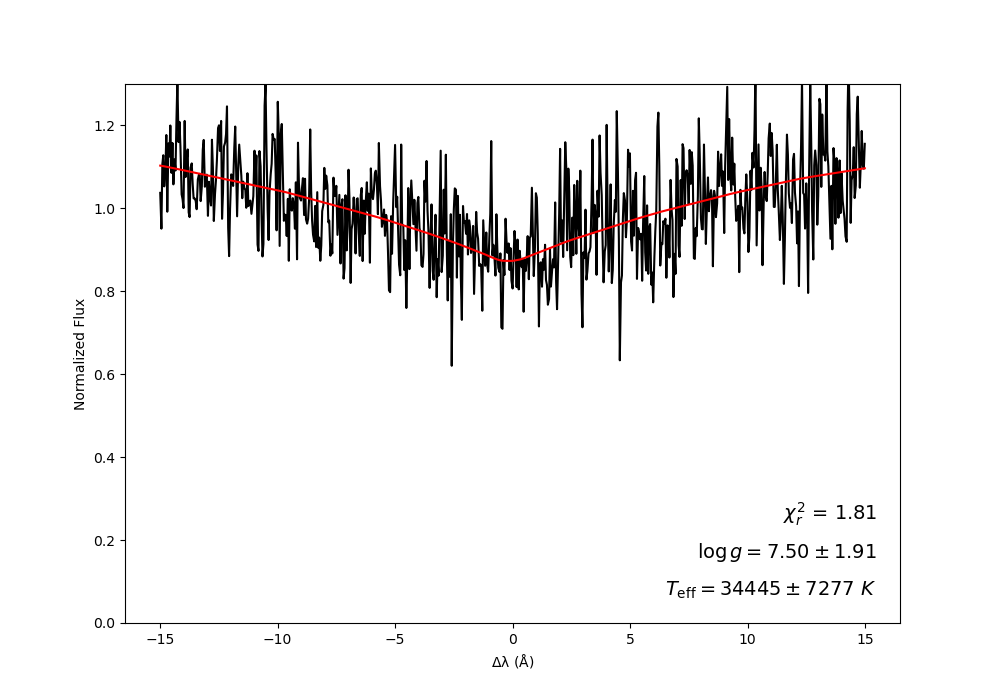 1.2
1.0
0.8
0.6
0.4
0.2
0.0
Normalized Flux
χ²ᵣ = 1.81
log g = 7.50 ± 1.91
T_eff = 34445 ± 7277 K
−15 −10 −5 0 5 10 15
Δλ (Å)